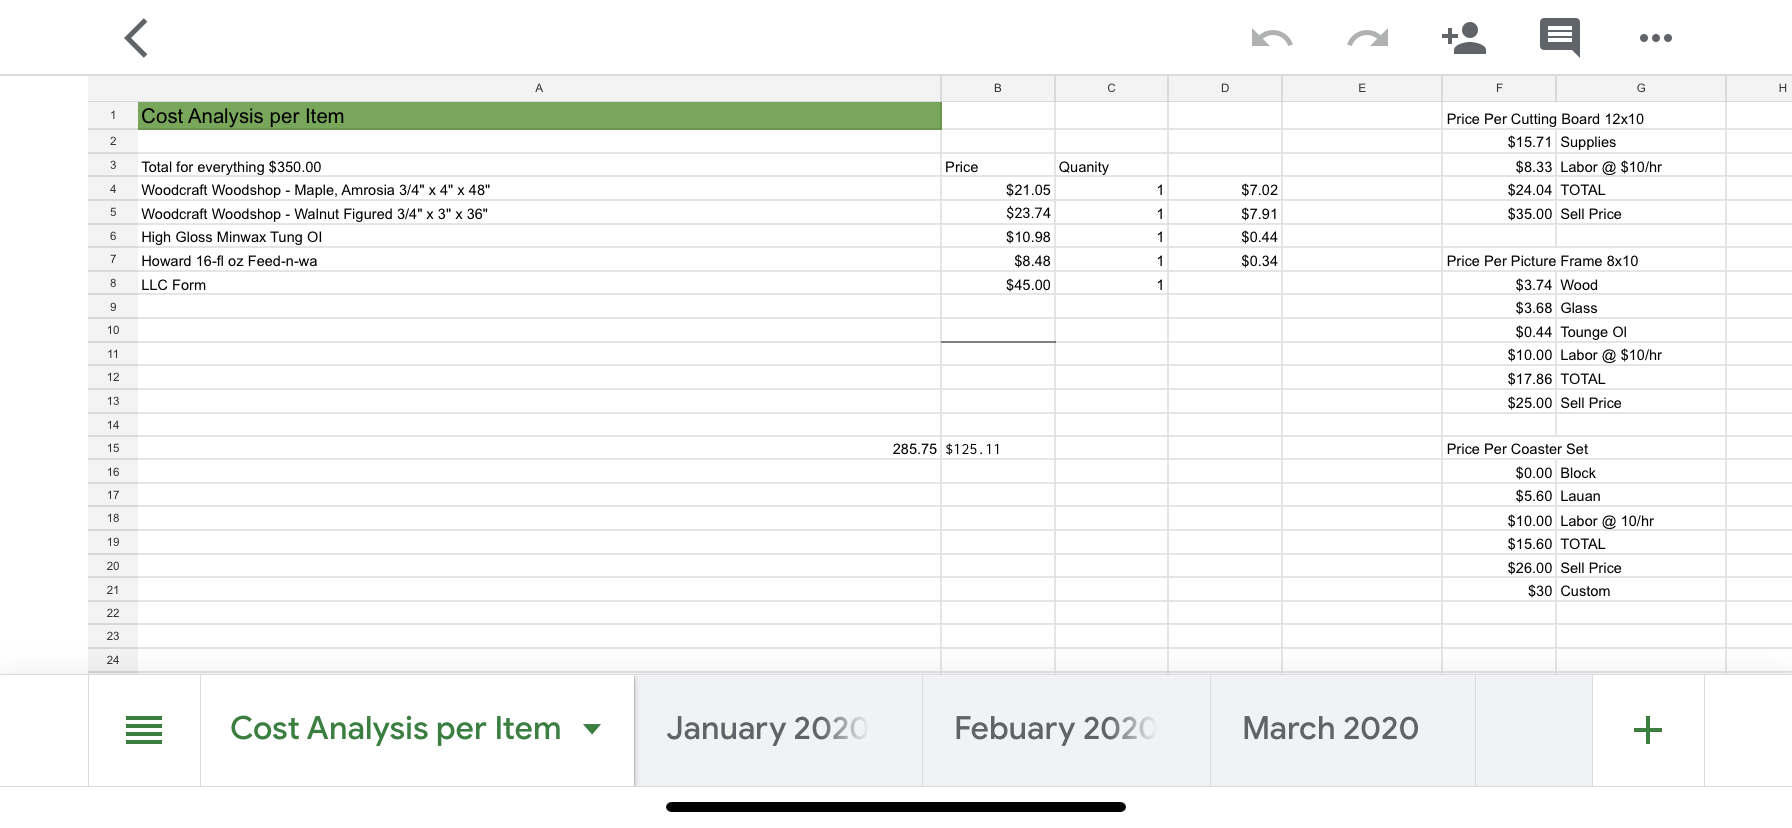 A B C D E F G H
1 Cost Analysis per Item Price Per Cutting Board 12x10
2 $15.71 Supplies
3 Total for everything $350.00 Price Quanity $8.33 Labor @ $10/hr
4 Woodcraft Woodshop - Maple, Amrosia 3/4" x 4" x 48" $21.05 1 $7.02 $24.04 TOTAL
5 Woodcraft Woodshop - Walnut Figured 3/4" x 3" x 36" $23.74 1 $7.91 $35.00 Sell Price
6 High Gloss Minwax Tung OI $10.98 1 $0.44
7 Howard 16-fl oz Feed-n-wa $8.48 1 $0.34 Price Per Picture Frame 8x10
8 LLC Form $45.00 1 $3.74 Wood
9 $3.68 Glass
10 $0.44 Tounge OI
11 $10.00 Labor @ $10/hr
12 $17.86 TOTAL
13 $25.00 Sell Price
14
15 285.75 $125.11 Price Per Coaster Set
16 $0.00 Block
17 $5.60 Lauan
18 $10.00 Labor @ 10/hr
19 $15.60 TOTAL
20 $26.00 Sell Price
21 $30 Custom
22
23
24
Cost Analysis per Item January 2020 Febuary 2020 March 2020